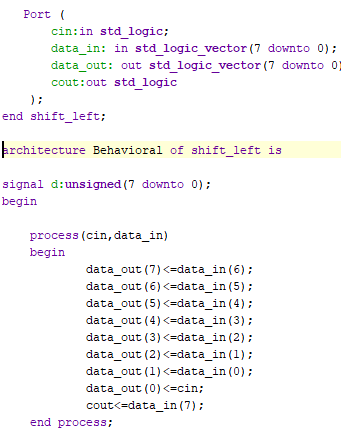 Port (
cin:in std_logic;
data_in: in std_logic_vector(7 downto 0);
data_out: out std_logic_vector(7 downto 0)
cout:out std_logic
);
end shift_left;
architecture Behavioral of shift_left is
signal d:unsigned(7 downto 0);
begin
process(cin,data_in)
begin
data_out(7)<=data_in(6);
data_out(6)<=data_in(5);
data_out(5)<=data_in(4);
data_out(4)<=data_in(3);
data_out(3)<=data_in(2);
data_out(2)<=data_in(1);
data_out(1)<=data_in(0);
data_out(0)<=cin;
cout<=data_in(7);
end process;